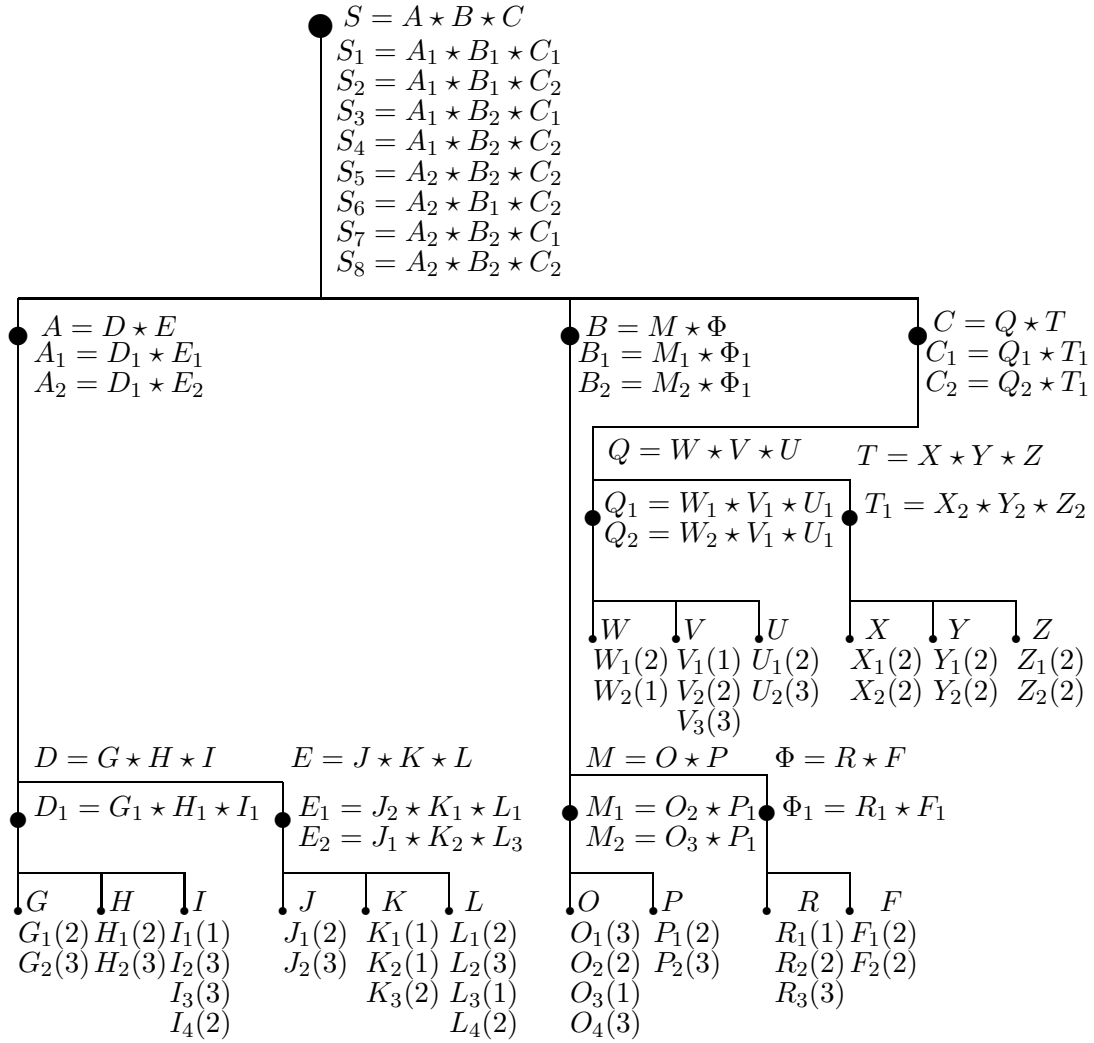 S = A ⋆ B ⋆ C
S₁ = A₁ ⋆ B₁ ⋆ C₁
S₂ = A₁ ⋆ B₁ ⋆ C₂
S₃ = A₁ ⋆ B₂ ⋆ C₁
S₄ = A₁ ⋆ B₂ ⋆ C₂
S₅ = A₂ ⋆ B₂ ⋆ C₂
S₆ = A₂ ⋆ B₁ ⋆ C₂
S₇ = A₂ ⋆ B₂ ⋆ C₁
S₈ = A₂ ⋆ B₂ ⋆ C₂
A = D ⋆ E
A₁ = D₁ ⋆ E₁
A₂ = D₁ ⋆ E₂
B = M ⋆ Φ
B₁ = M₁ ⋆ Φ₁
B₂ = M₂ ⋆ Φ₁
C = Q ⋆ T
C₁ = Q₁ ⋆ T₁
C₂ = Q₂ ⋆ T₁
Q = W ⋆ V ⋆ U
Q₁ = W₁ ⋆ V₁ ⋆ U₁
Q₂ = W₂ ⋆ V₁ ⋆ U₁
T = X ⋆ Y ⋆ Z
T₁ = X₂ ⋆ Y₂ ⋆ Z₂
W
W₁(2)
W₂(1)
V
V₁(1)
V₂(2)
V₃(3)
U
U₁(2)
U₂(3)
X
X₁(2)
X₂(2)
Y
Y₁(2)
Y₂(2)
Z
Z₁(2)
Z₂(2)
D = G ⋆ H ⋆ I
D₁ = G₁ ⋆ H₁ ⋆ I₁
E = J ⋆ K ⋆ L
E₁ = J₂ ⋆ K₁ ⋆ L₁
E₂ = J₁ ⋆ K₂ ⋆ L₃
M = O ⋆ P
M₁ = O₂ ⋆ P₁
M₂ = O₃ ⋆ P₁
Φ = R ⋆ F
Φ₁ = R₁ ⋆ F₁
G
G₁(2)
G₂(3)
H
H₁(2)
H₂(3)
I
I₁(1)
I₂(3)
I₃(3)
I₄(2)
J
J₁(2)
J₂(3)
K
K₁(1)
K₂(1)
K₃(2)
L
L₁(2)
L₂(3)
L₃(1)
L₄(2)
O
O₁(3)
O₂(2)
O₃(1)
O₄(3)
P
P₁(2)
P₂(3)
R
R₁(1)
R₂(2)
R₃(3)
F
F₁(2)
F₂(2)